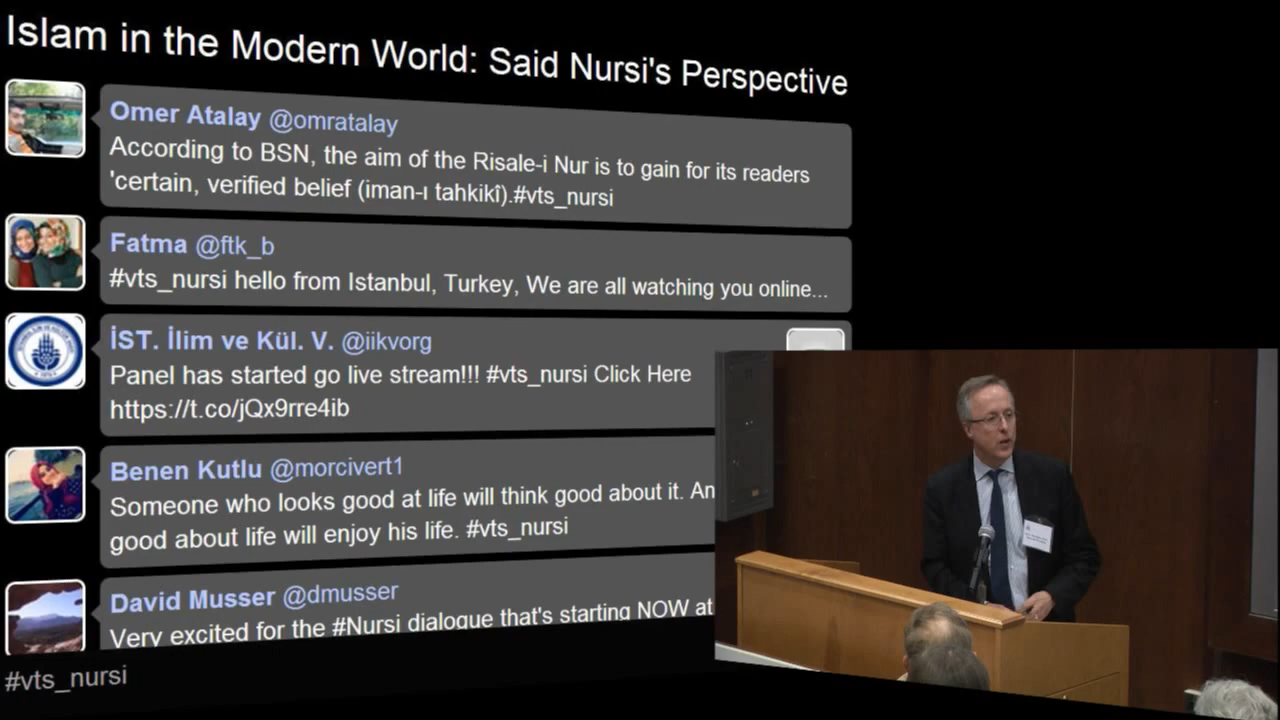 Islam in the Modern World: Said Nursi's Perspective
Omer Atalay @omratalay
According to BSN, the aim of the Risale-i Nur is to gain for its readers
'certain, verified belief (iman-ı tahkikî).#vts_nursi
Fatma @ftk_b
#vts_nursi hello from Istanbul, Turkey, We are all watching you online...
İST. İlim ve Kül. V. @iikvorg
Panel has started go live stream!!! #vts_nursi Click Here
https://t.co/jQx9rre4ib
Benen Kutlu @morcivert1
Someone who looks good at life will think good about it. An
good about life will enjoy his life. #vts_nursi
David Musser @dmusser
Very excited for the #Nursi dialogue that's starting NOW at
#vts_nursi